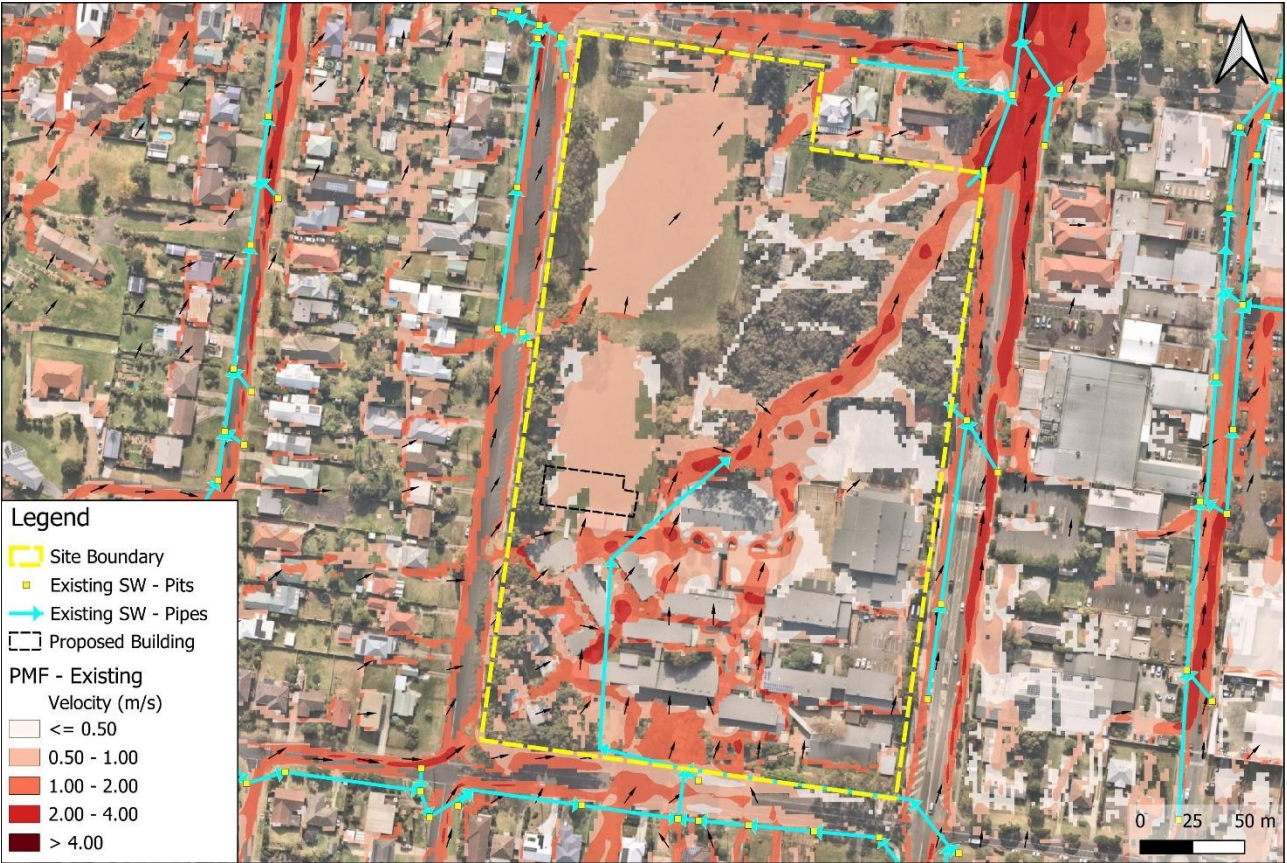 Legend
Site Boundary
Existing SW - Pits
Existing SW - Pipes
Proposed Building
PMF - Existing
Velocity (m/s)
<= 0.50
0.50 - 1.00
1.00 - 2.00
2.00 - 4.00
> 4.00
0 25 50 m